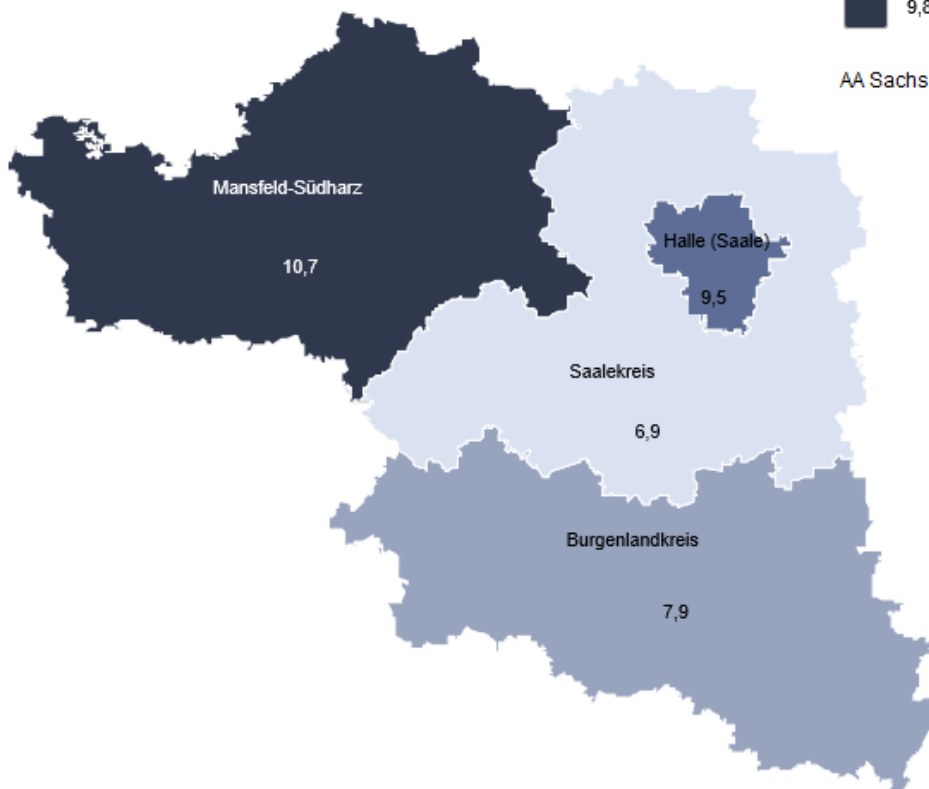 9,8
AA Sachs
Mansfeld-Südharz
10,7
Halle (Saale)
9,5
Saalekreis
6,9
Burgenlandkreis
7,9